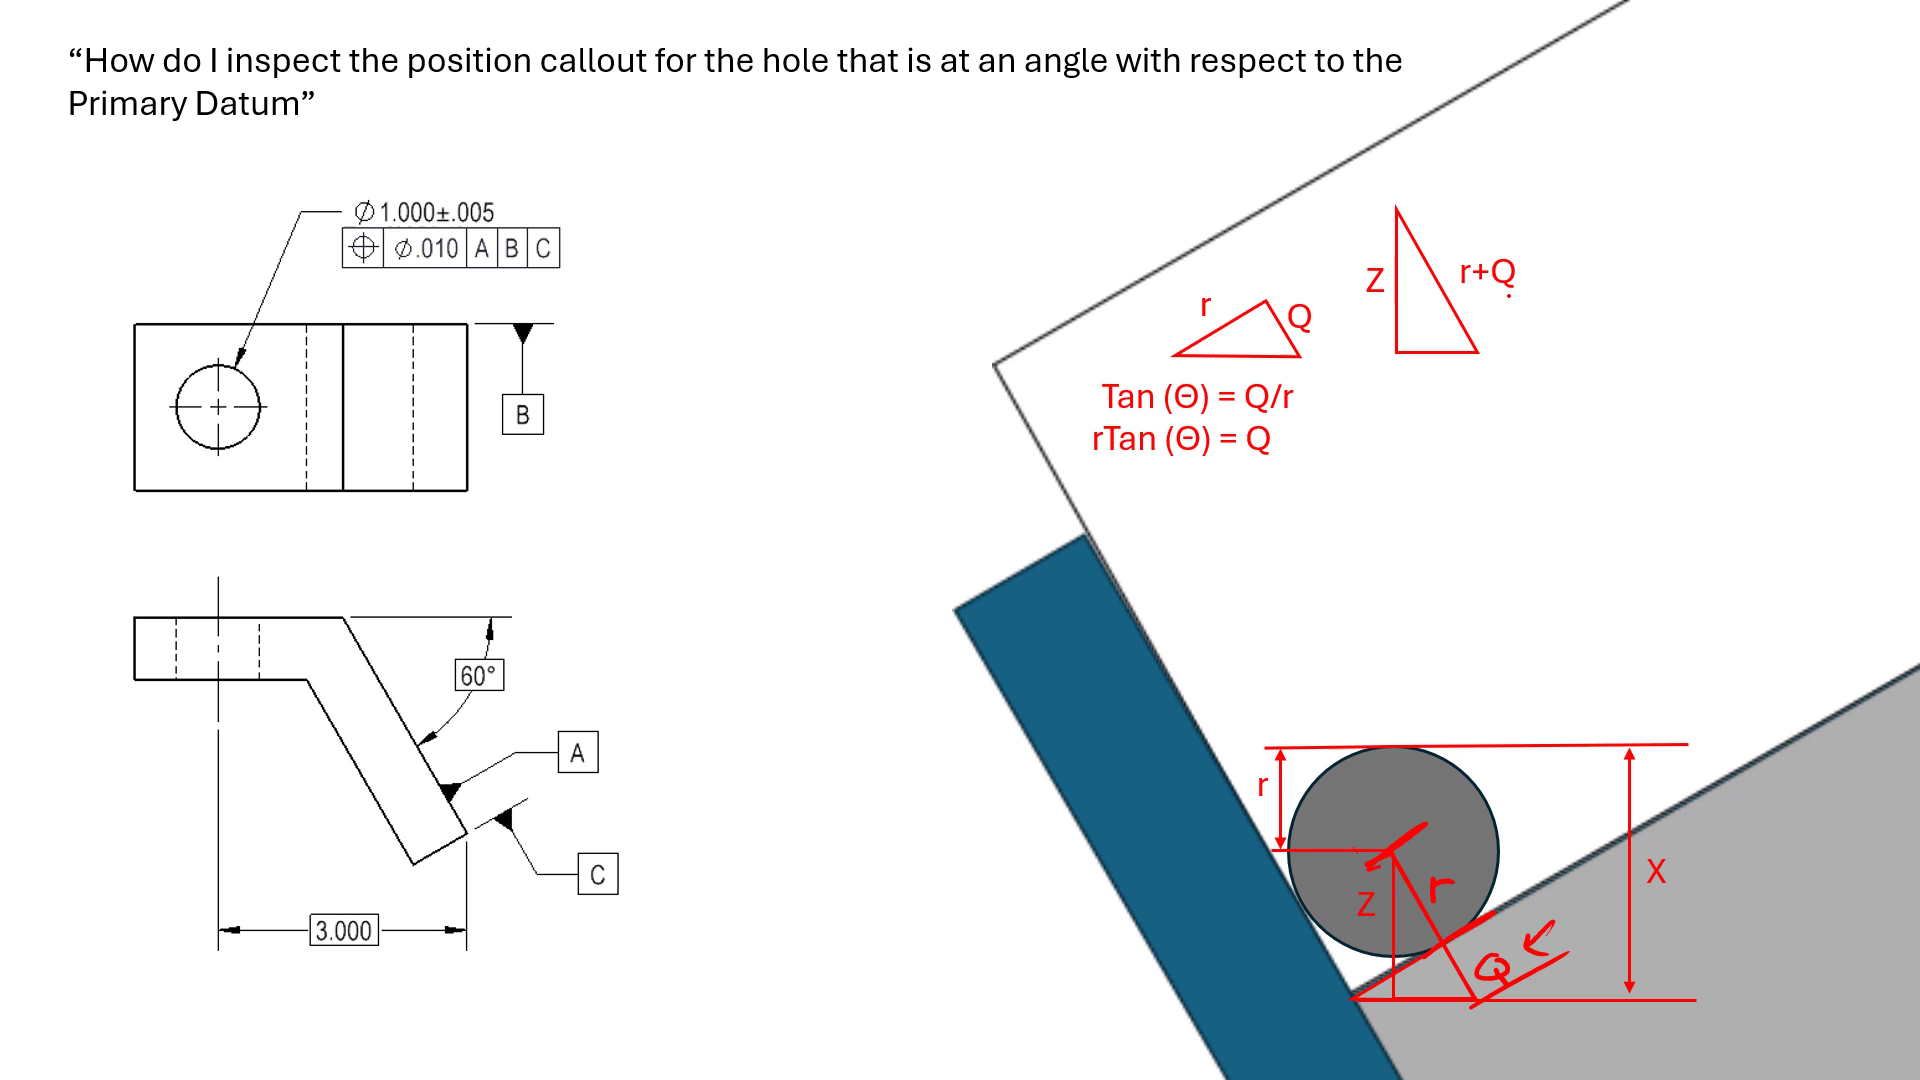 “How do I inspect the position callout for the hole that is at an angle with respect to the
Primary Datum”
⌀1.000±.005
⌖ ⌀.010 A B C
B
60°
A
C
3.000
Z
r+Q
r
Q
Tan (Θ) = Q/r
rTan (Θ) = Q
r
Z
r
Q
X